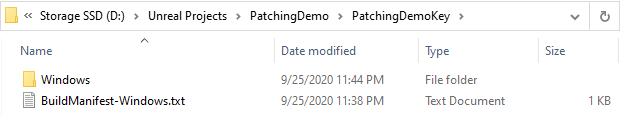 « Storage SSD (D:) > Unreal Projects > PatchingDemo > PatchingDemoKey >
Name Date modified Type Size
Windows 9/25/2020 11:44 PM File folder
BuildManifest-Windows.txt 9/25/2020 11:38 PM Text Document 1 KB